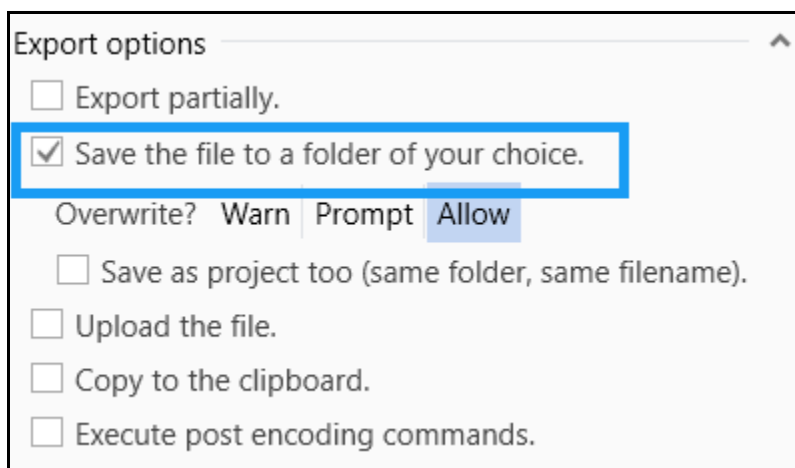 Export options
Export partially.
Save the file to a folder of your choice.
Overwrite? Warn Prompt Allow
Save as project too (same folder, same filename).
Upload the file.
Copy to the clipboard.
Execute post encoding commands.